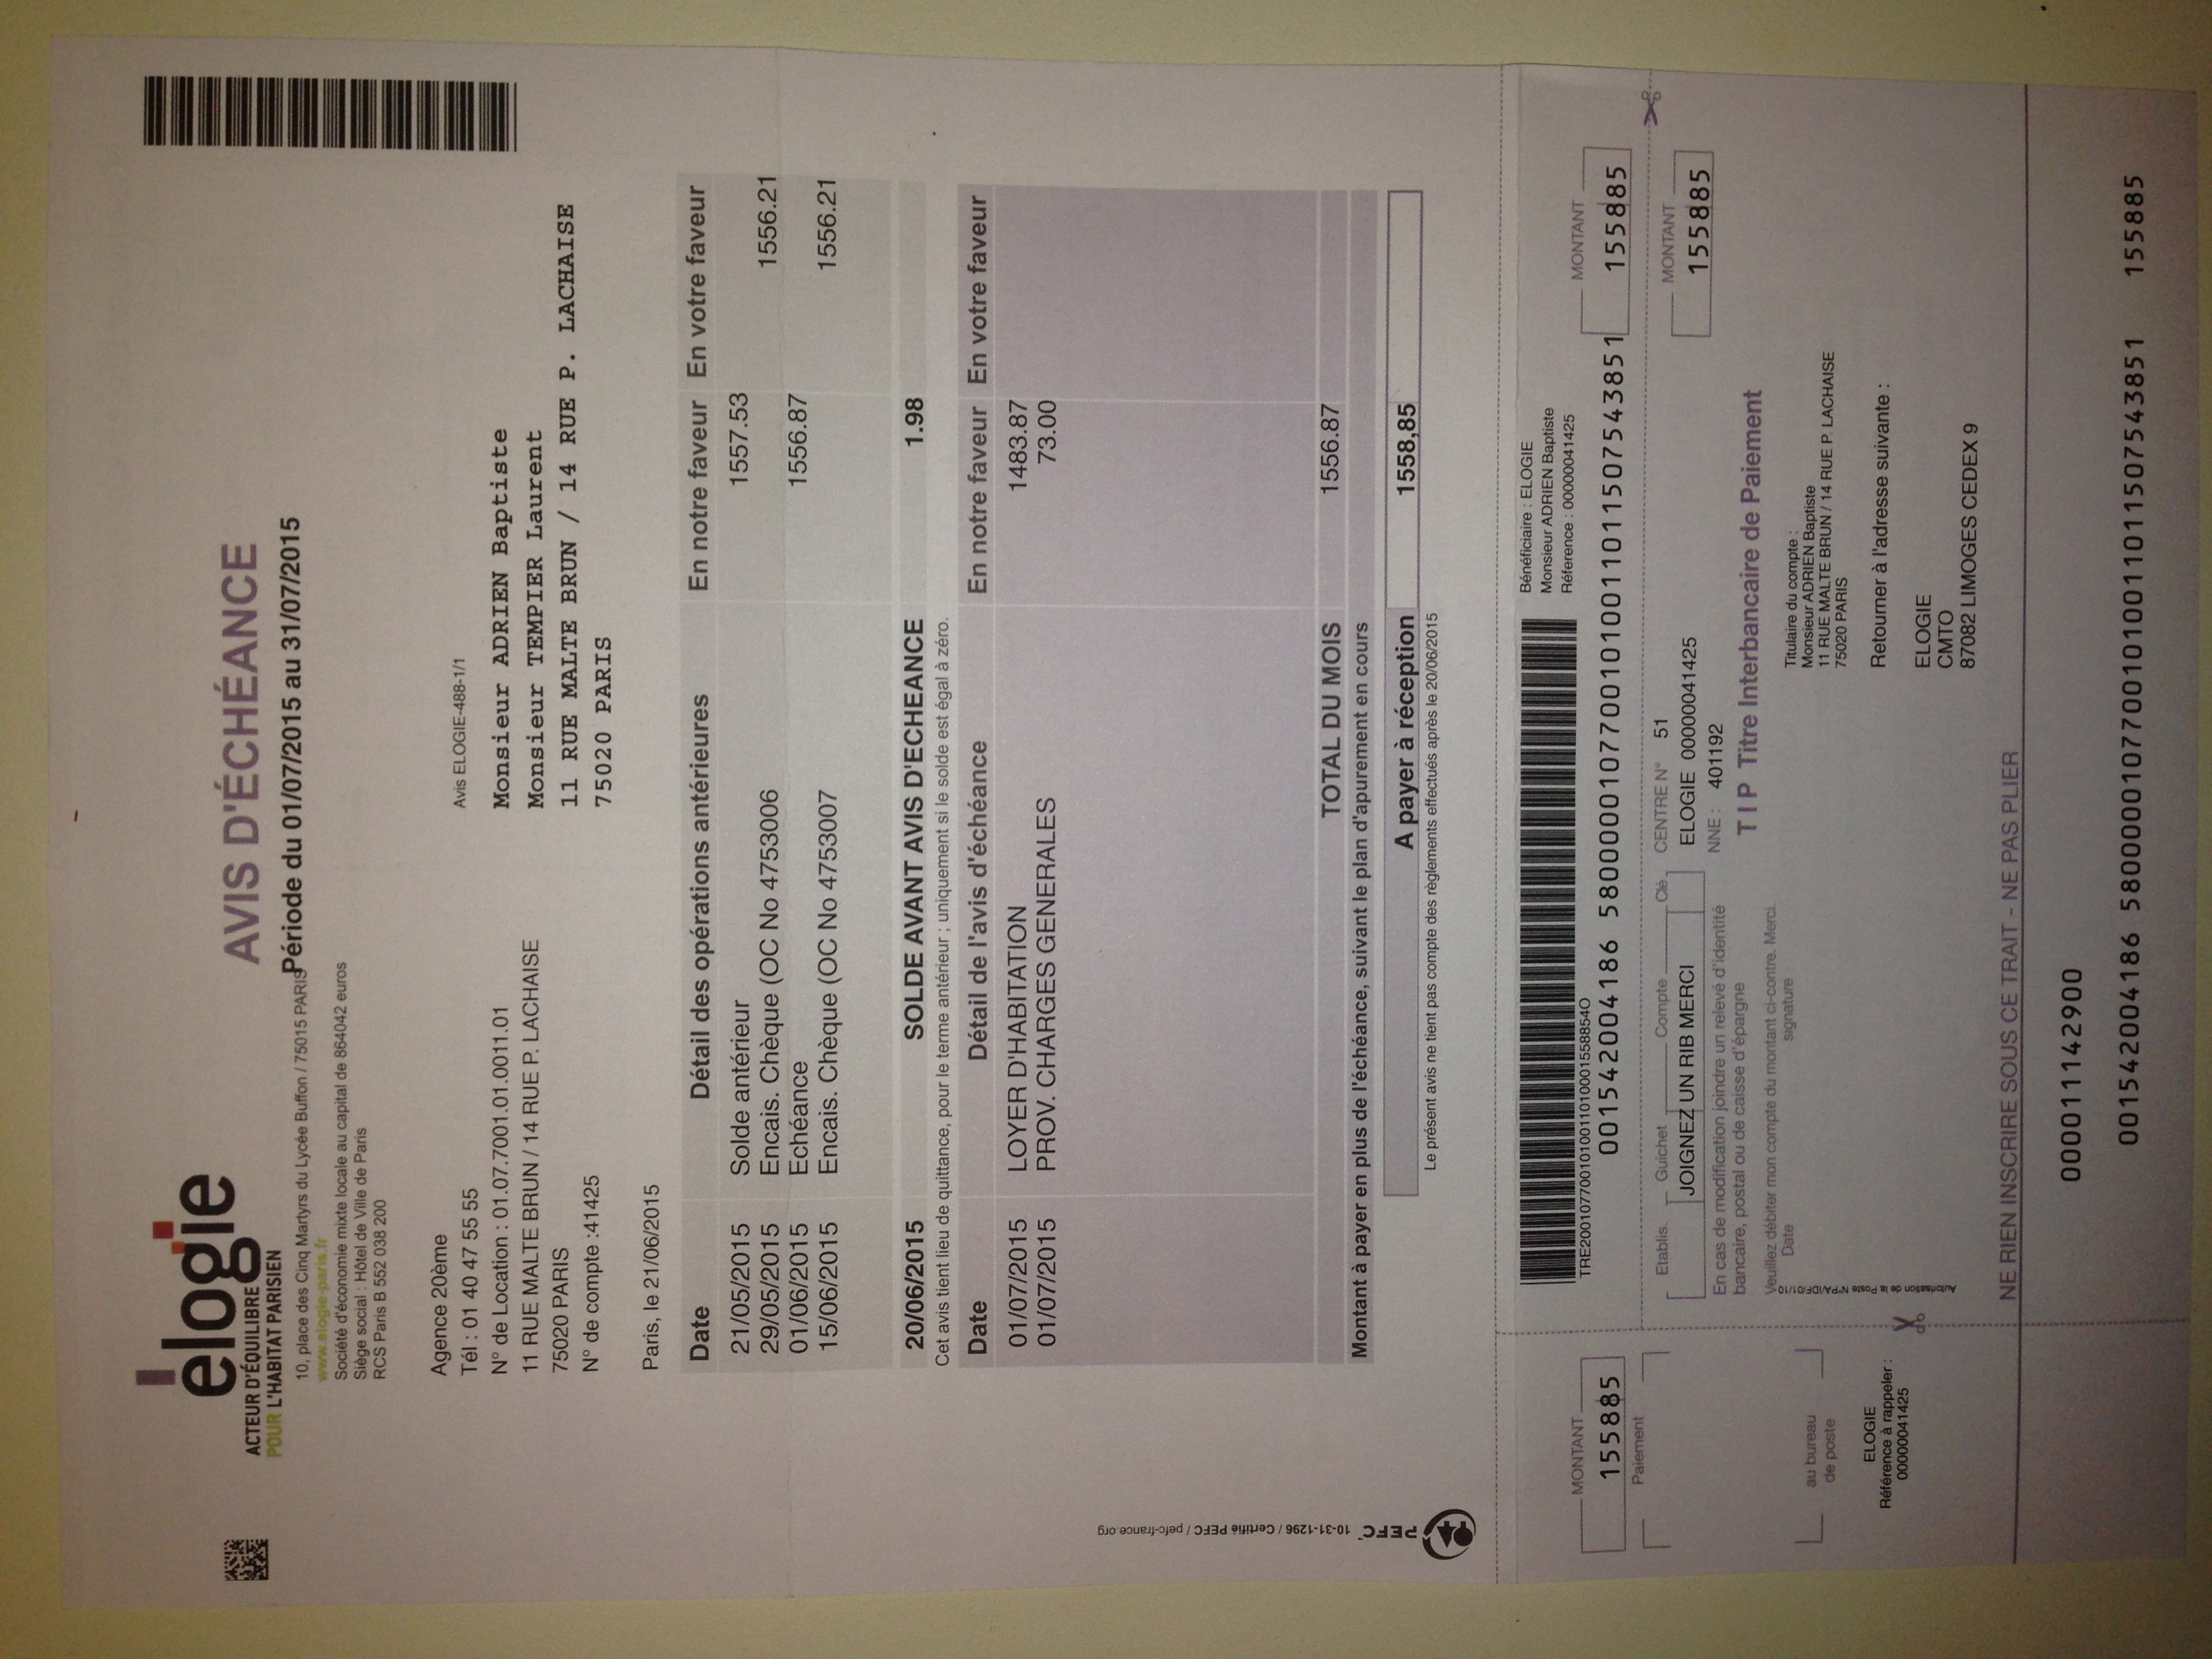 élogie
ACTEUR D'ÉQUILIBRE
POUR L'HABITAT PARISIEN
AVIS D'ÉCHÉANCE
Période du 01/07/2015 au 31/07/2015
10, place des Cinq Martyrs du Lycée Buffon / 75015 PARIS
www.elogie-paris.fr
Société d'économie mixte locale au capital de 864042 euros
Siège social : Hôtel de Ville de Paris
RCS Paris B 552 038 200
Agence 20ème
Tél : 01 40 47 55 55
N° de Location : 01.07.7001.01.0011.01
11 RUE MALTE BRUN / 14 RUE P. LACHAISE
75020 PARIS
N° de compte :41425
Avis ELOGIE-488-1/1
Monsieur ADRIEN Baptiste
Monsieur TEMPIER Laurent
11 RUE MALTE BRUN / 14 RUE P. LACHAISE
75020 PARIS
Paris, le 21/06/2015
Date Détail des opérations antérieures En notre faveur En votre faveur
21/05/2015 Solde antérieur 1557.53
29/05/2015 Encais. Chèque (OC No 4753006 1556.21
01/06/2015 Echéance 1556.87
15/06/2015 Encais. Chèque (OC No 4753007 1556.21
20/06/2015 SOLDE AVANT AVIS D'ECHEANCE 1.98
Cet avis tient lieu de quittance, pour le terme antérieur ; uniquement si le solde est égal à zéro.
Date Détail de l'avis d'échéance En notre faveur En votre faveur
01/07/2015 LOYER D'HABITATION 1483.87
01/07/2015 PROV. CHARGES GENERALES 73.00
TOTAL DU MOIS 1556.87
Montant à payer en plus de l'échéance, suivant le plan d'apurement en cours
A payer à réception 1558,85
Le présent avis ne tient pas compte des règlements effectués après le 20/06/2015
PEFC™ 10-31-1296 / Certifié PEFC / pefc-france.org
Bénéficiaire : ELOGIE
Monsieur ADRIEN Baptiste
Réference : 00000041425
TRE20010770010100110100015588540
MONTANT
155885
Paiement
001542004186 58000001077001010011011507543851
MONTANT
155885
Etablis. Guichet Compte Clé
JOIGNEZ UN RIB MERCI
CENTRE N° 51
ELOGIE 00000041425
NNE : 401192
MONTANT
155885
En cas de modification joindre un relevé d'identité
bancaire, postal ou de caisse d'épargne
TIP Titre Interbancaire de Paiement
Veuillez débiter mon compte du montant ci-contre. Merci.
Date signature
Autorisation de la Poste N°PA/IDF/01/10
Titulaire du compte :
Monsieur ADRIEN Baptiste
11 RUE MALTE BRUN / 14 RUE P. LACHAISE
75020 PARIS
au bureau
de poste
ELOGIE
Référence à rappeler :
00000041425
Retourner à l'adresse suivante :
ELOGIE
CMTO
87082 LIMOGES CEDEX 9
NE RIEN INSCRIRE SOUS CE TRAIT - NE PAS PLIER
000011142900
001542004186 58000001077001010011011507543851 155885